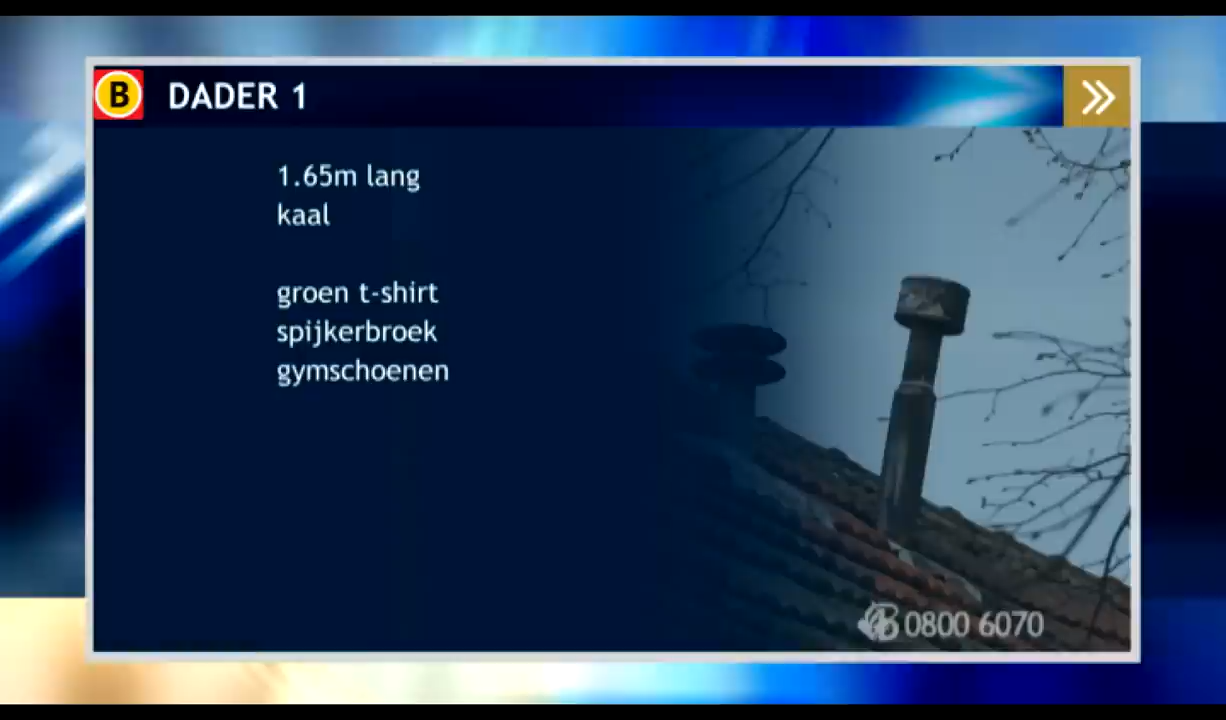 B DADER 1
1.65m lang
kaal
groen t-shirt
spijkerbroek
gymschoenen
0800 6070